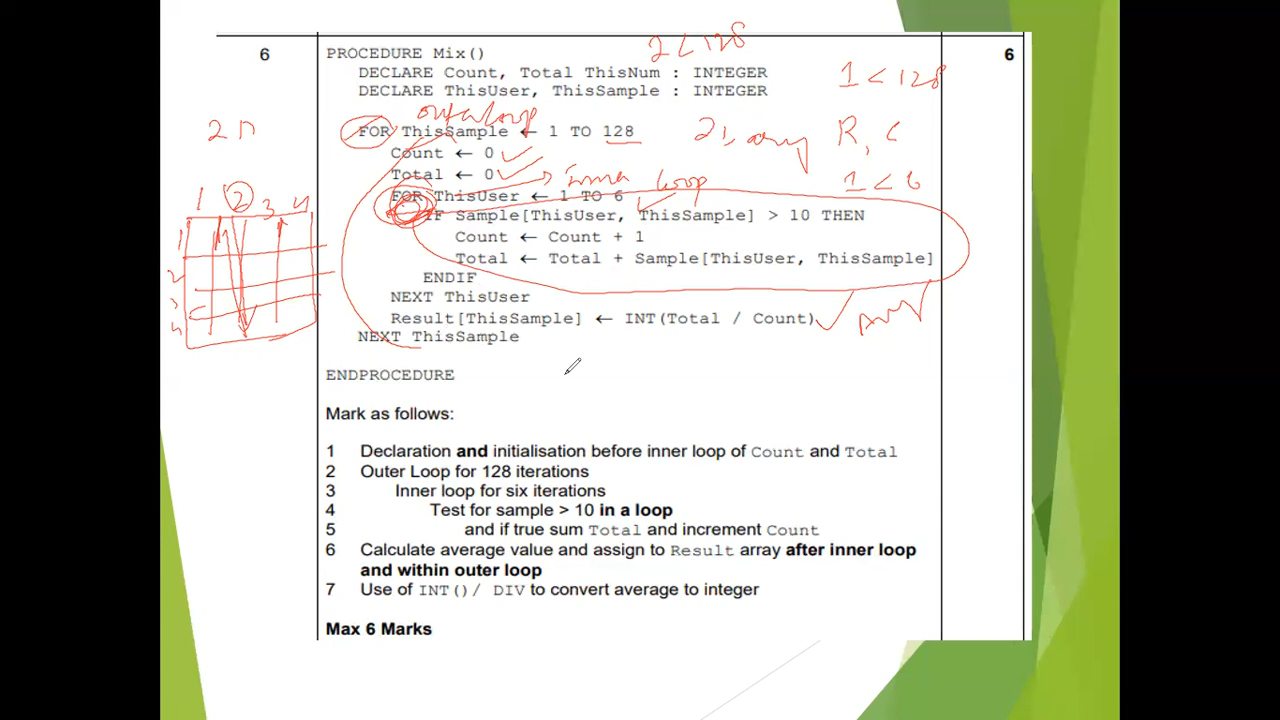 6
PROCEDURE Mix()
2 < 128
6
DECLARE Count, Total ThisNum : INTEGER
1 < 128
DECLARE ThisUser, ThisSample : INTEGER
outer loop
2D
FOR ThisSample ← 1 TO 128
R, C
Count ← 0
Total ← 0
inner loop
1 < 6
FOR ThisUser ← 1 TO 6
1 2 3 4
IF Sample[ThisUser, ThisSample] > 10 THEN
1
Count ← Count + 1
Total ← Total + Sample[ThisUser, ThisSample]
2
ENDIF
3
NEXT ThisUser
4
Result[ThisSample] ← INT(Total / Count)
NEXT ThisSample
ENDPROCEDURE
Mark as follows:
1 Declaration and initialisation before inner loop of Count and Total
2 Outer Loop for 128 iterations
3 Inner loop for six iterations
4 Test for sample > 10 in a loop
5 and if true sum Total and increment Count
6 Calculate average value and assign to Result array after inner loop
and within outer loop
7 Use of INT()/ DIV to convert average to integer
Max 6 Marks